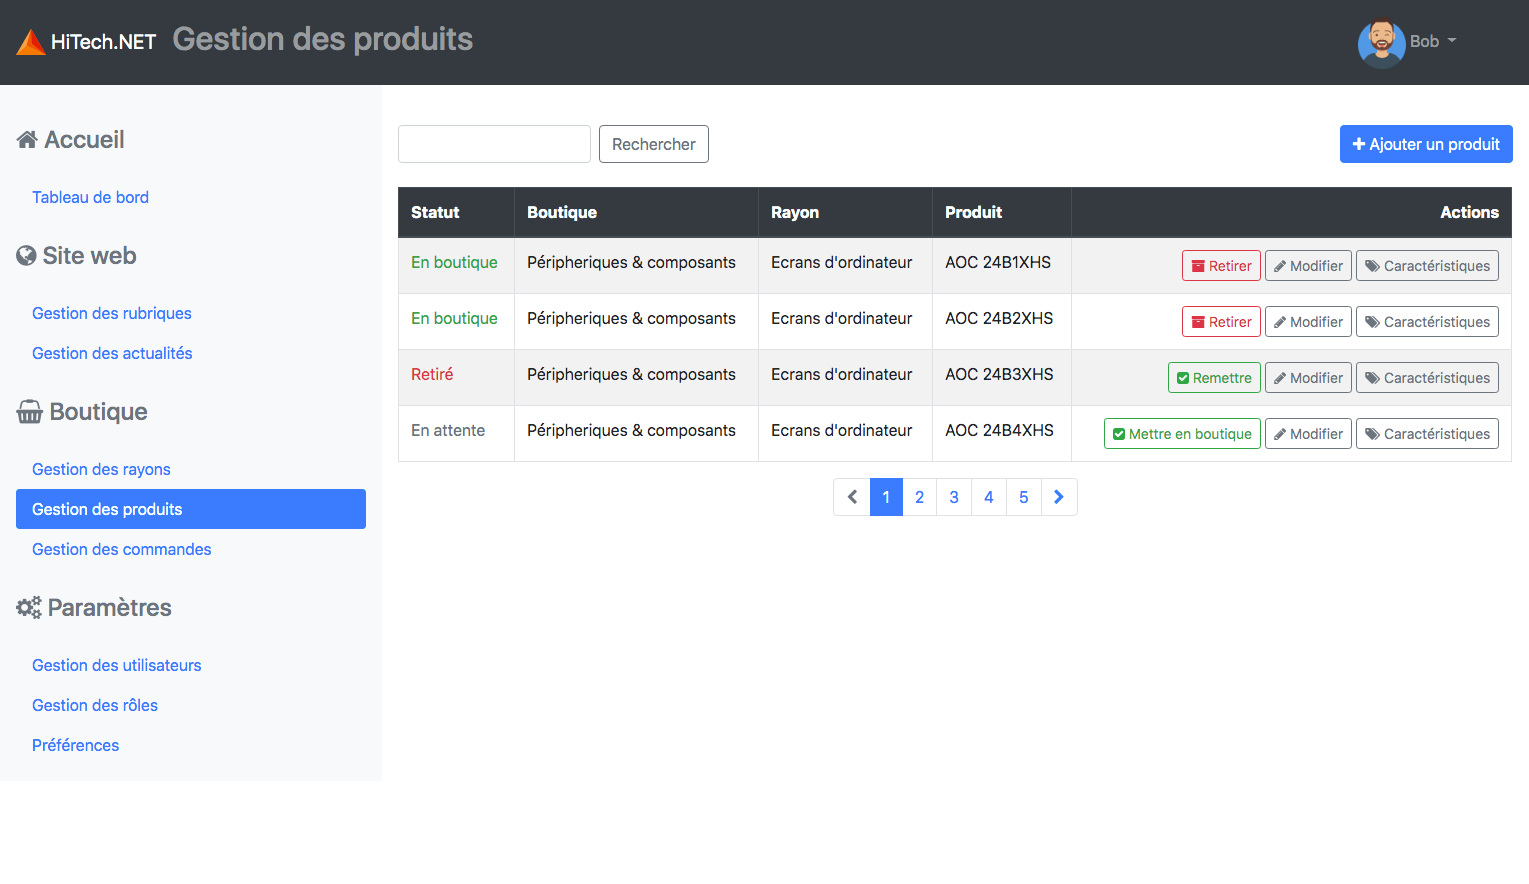 HiTech.NET Gestion des produits
Bob
Accueil
Tableau de bord
Site web
Gestion des rubriques
Gestion des actualités
Boutique
Gestion des rayons
Gestion des produits
Gestion des commandes
Paramètres
Gestion des utilisateurs
Gestion des rôles
Préférences
Rechercher
Ajouter un produit
Statut Boutique Rayon Produit Actions
En boutique Péripheriques & composants Ecrans d'ordinateur AOC 24B1XHS Retirer Modifier Caractéristiques
En boutique Péripheriques & composants Ecrans d'ordinateur AOC 24B2XHS Retirer Modifier Caractéristiques
Retiré Péripheriques & composants Ecrans d'ordinateur AOC 24B3XHS Remettre Modifier Caractéristiques
En attente Péripheriques & composants Ecrans d'ordinateur AOC 24B4XHS Mettre en boutique Modifier Caractéristiques
1 2 3 4 5